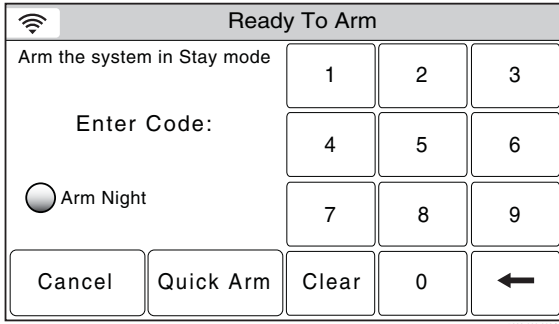 Ready To Arm
Arm the system in Stay mode
Enter Code:
Arm Night
1 2 3
4 5 6
7 8 9
Cancel Quick Arm Clear 0